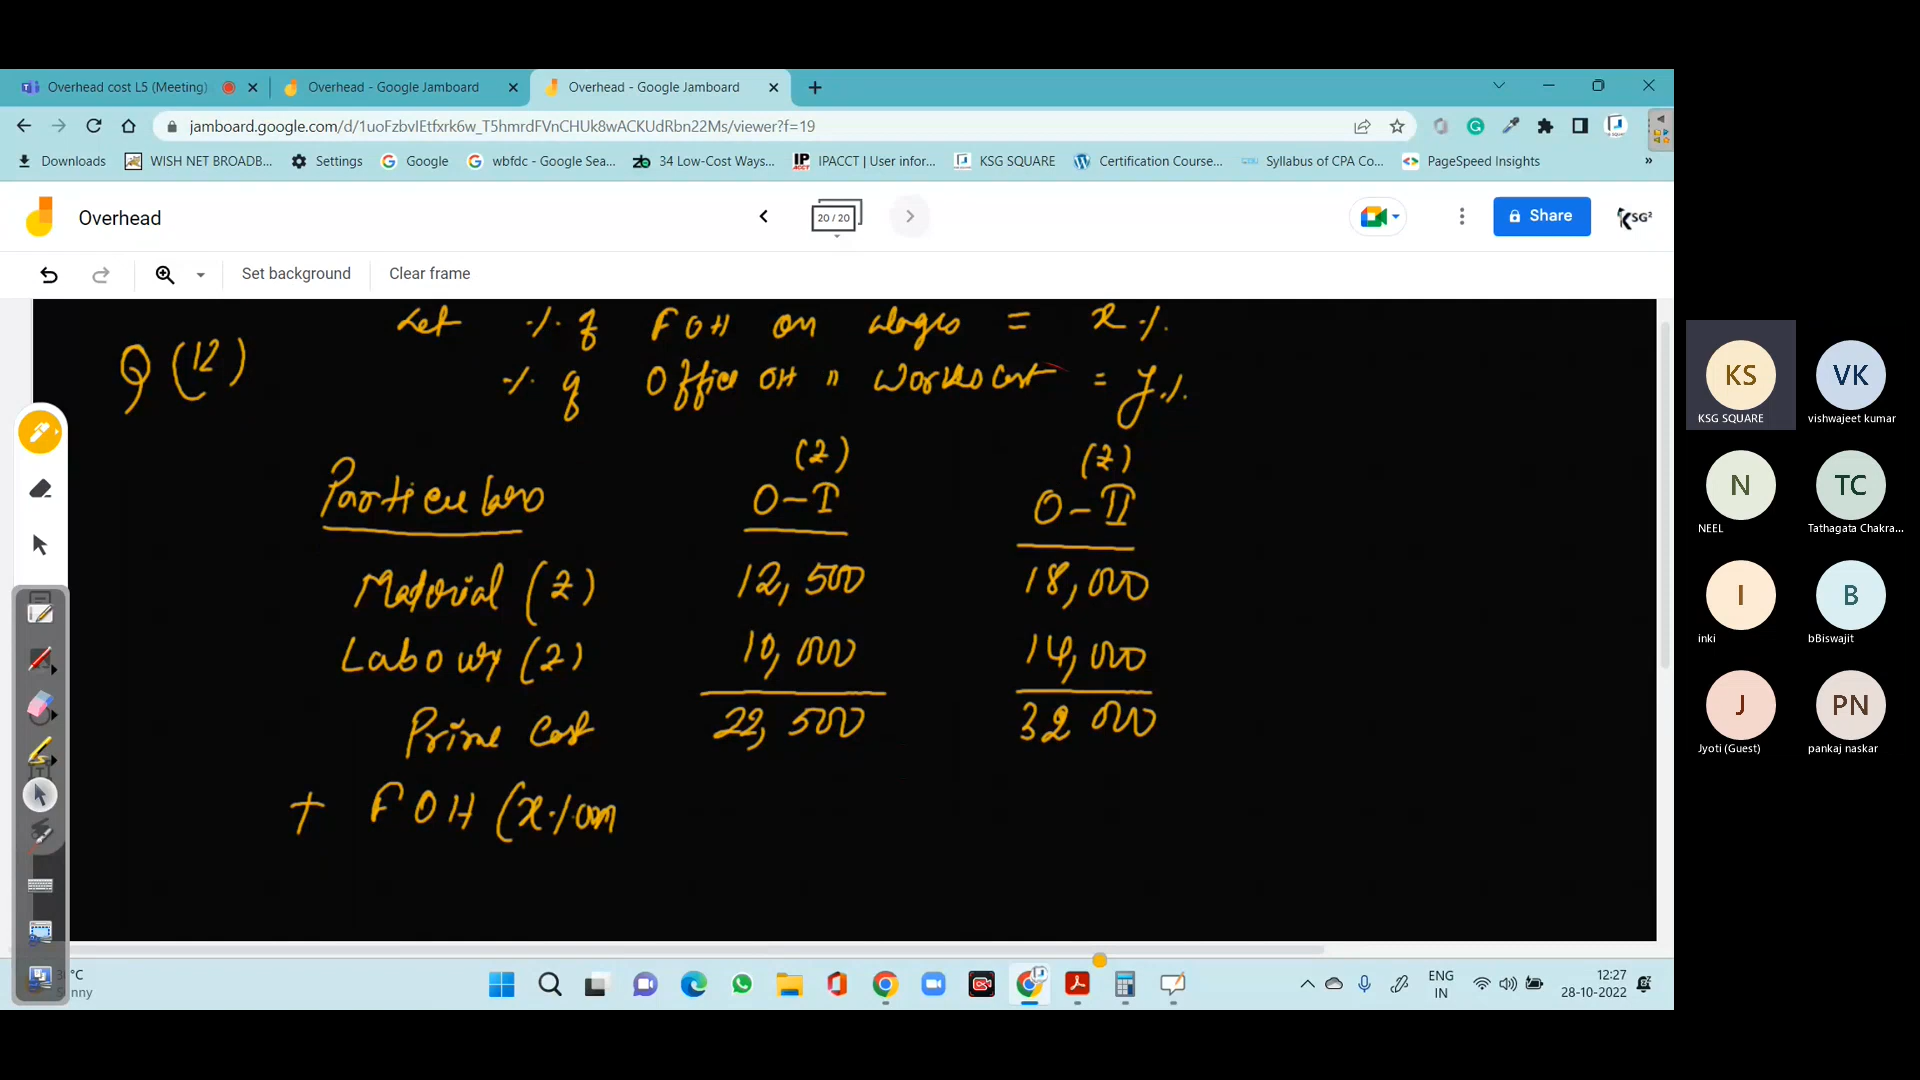 Overhead cost L5 (Meeting)
Overhead - Google Jamboard
Overhead - Google Jamboard
jamboard.google.com/d/1uoFzbvIEtfxrk6w_T5hmrdFVnCHUk8wACKUdRbn22Ms/viewer?f=19
Downloads
WISH NET BROADB...
Settings
Google
wbfdc - Google Sea...
34 Low-Cost Ways...
IPACCT | User infor...
KSG SQUARE
Certification Course...
Syllabus of CPA Co...
PageSpeed Insights
»
Overhead
20 / 20
Share
KSG²
Set background
Clear frame
Let % of FOH on wages = x %
Q (12)
% of Office OH " Works Cost = y %
(₹) (₹)
Particulars O-I O-II
Material (₹) 12,500 18,000
Labour (₹) 10,000 14,000
Prime Cost 22,500 32000
+ FOH (x% on
KS
KSG SQUARE
VK
vishwajeet kumar
N
NEEL
TC
Tathagata Chakra...
I
inki
B
bBiswajit
J
Jyoti (Guest)
PN
pankaj naskar
ENG
IN
12:27
28-10-2022